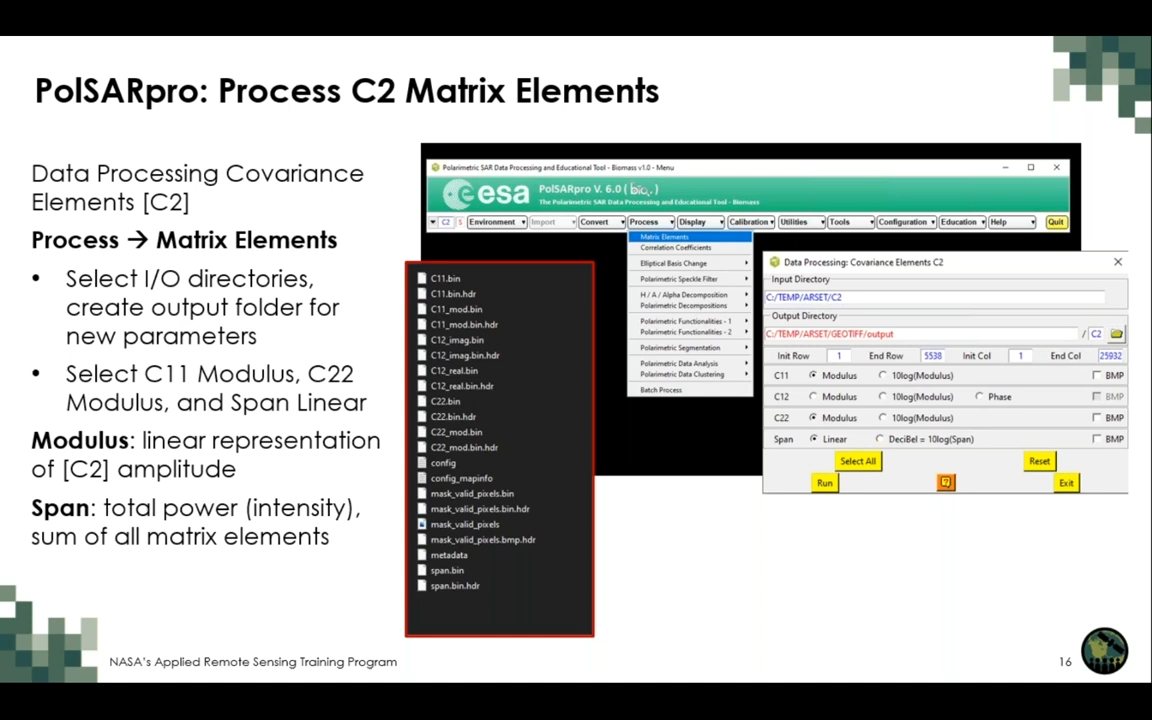 PolSARpro: Process C2 Matrix Elements
Data Processing Covariance
Elements [C2]
Process → Matrix Elements
• Select I/O directories,
create output folder for
new parameters
• Select C11 Modulus, C22
Modulus, and Span Linear
Modulus: linear representation
of [C2] amplitude
Span: total power (intensity),
sum of all matrix elements
Polarimetric SAR Data Processing and Educational Tool - Biomass v1.0 - Menu
esa
PolSARpro V. 6.0 ( bio. )
The Polarimetric SAR Data Processing and Educational Tool - Biomass
C2 S Environment Import Convert Process Display Calibration Utilities Tools Configuration Education Help Quit
Matrix Elements
Correlation Coefficients
Elliptical Basis Change
Polarimetric Speckle Filter
H / A / Alpha Decomposition
Polarimetric Decompositions
Polarimetric Functionalities - 1
Polarimetric Functionalities - 2
Polarimetric Segmentation
Polarimetric Data Analysis
Polarimetric Data Clustering
Batch Process
C11.bin
C11.bin.hdr
C11_mod.bin
C11_mod.bin.hdr
C12_imag.bin
C12_imag.bin.hdr
C12_real.bin
C12_real.bin.hdr
C22.bin
C22.bin.hdr
C22_mod.bin
C22_mod.bin.hdr
config
config_mapinfo
mask_valid_pixels.bin
mask_valid_pixels.bin.hdr
mask_valid_pixels
mask_valid_pixels.bmp.hdr
metadata
span.bin
span.bin.hdr
Data Processing: Covariance Elements C2
Input Directory
C:/TEMP/ARSET/C2
Output Directory
C:/TEMP/ARSET/GEOTIFF/output / C2
Init Row 1 End Row 5538 Init Col 1 End Col 25932
C11 Modulus 10log(Modulus) BMP
C12 Modulus 10log(Modulus) Phase BMP
C22 Modulus 10log(Modulus) BMP
Span Linear DeciBel = 10log(Span) BMP
Select All Reset
Run ? Exit
NASA's Applied Remote Sensing Training Program
16